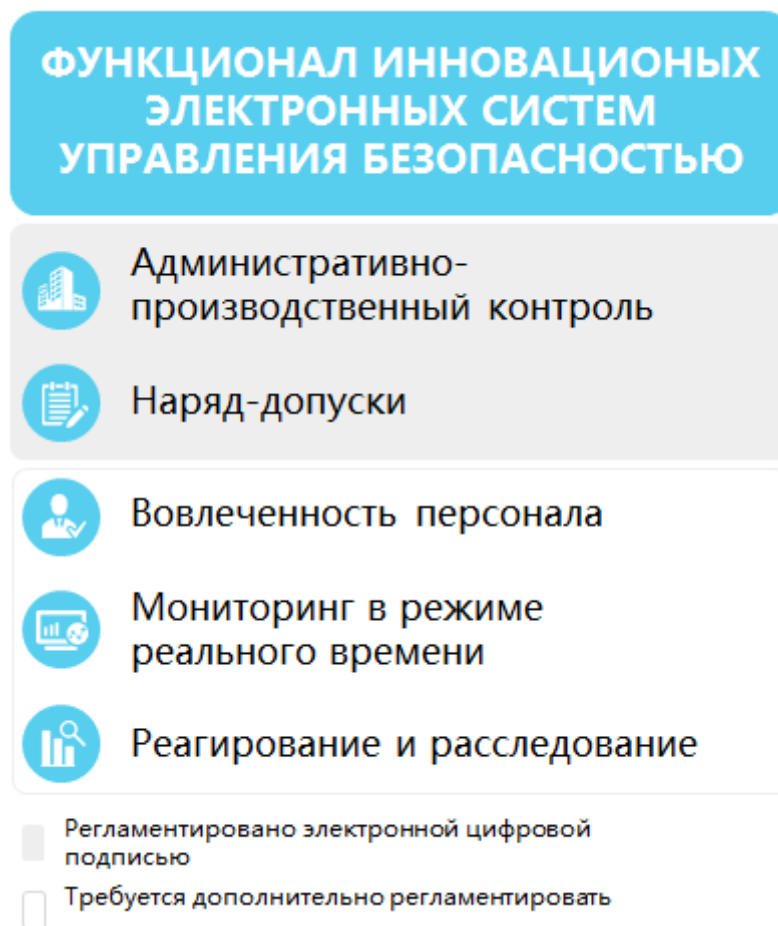 ФУНКЦИОНАЛ ИННОВАЦИОНЫХ
ЭЛЕКТРОННЫХ СИСТЕМ
УПРАВЛЕНИЯ БЕЗОПАСНОСТЬЮ
Административно-
производственный контроль
Наряд-допуски
Вовлеченность персонала
Мониторинг в режиме
реального времени
Реагирование и расследование
Регламентировано электронной цифровой
подписью
Требуется дополнительно регламентировать